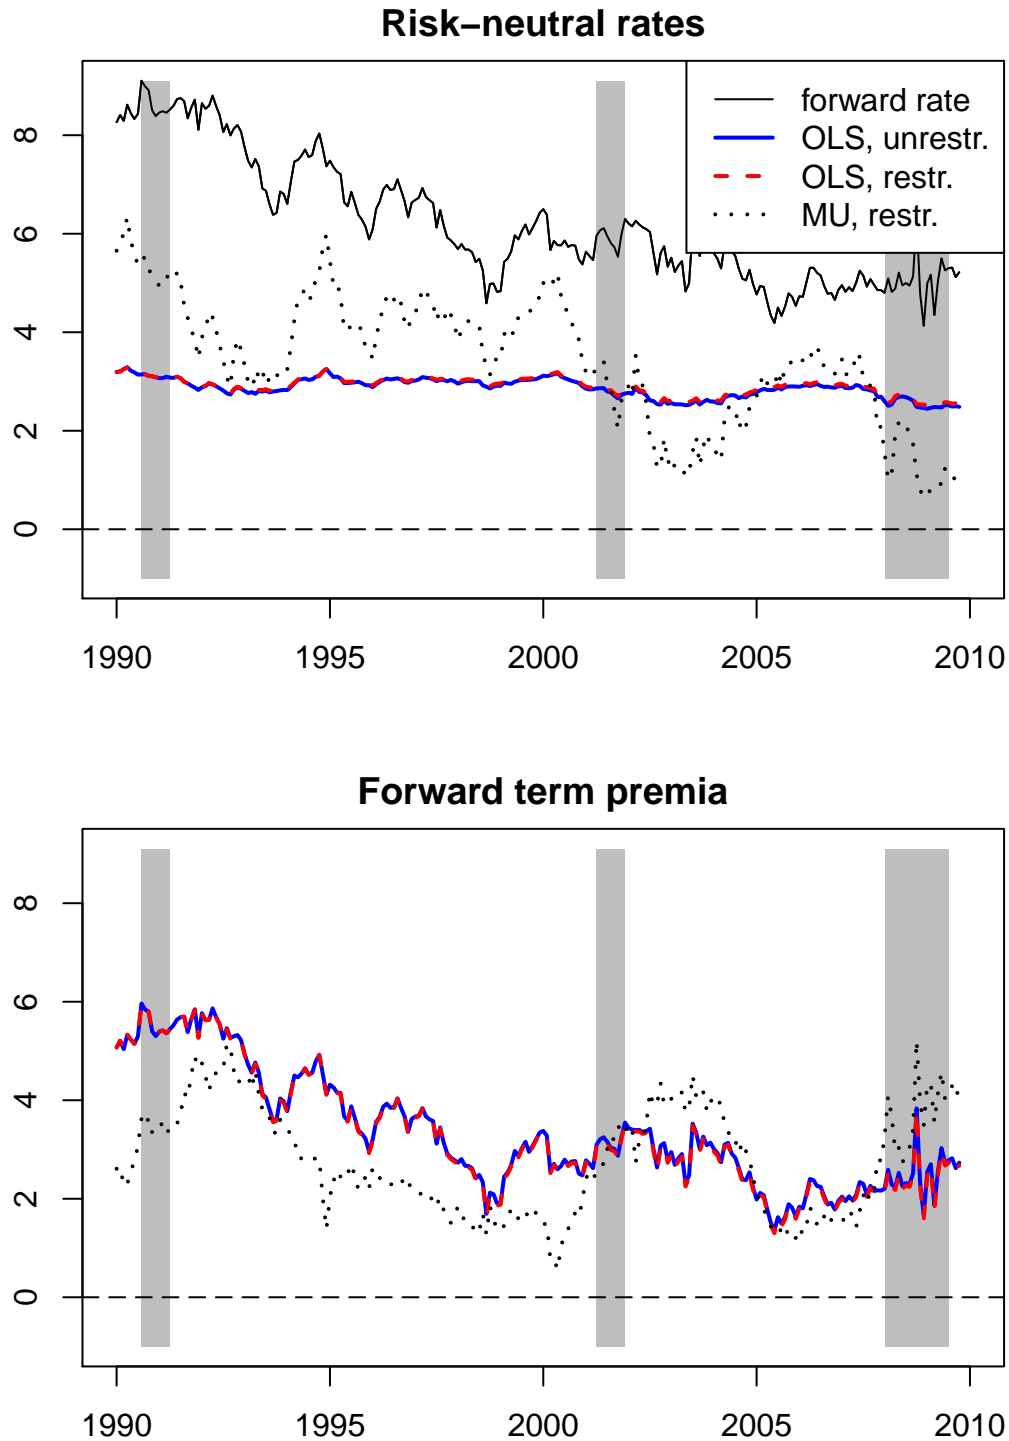 Risk−neutral rates
forward rate
OLS, unrestr.
OLS, restr.
MU, restr.
8
6
4
2
0
1990 1995 2000 2005 2010
Forward term premia
8
6
4
2
0
1990 1995 2000 2005 2010